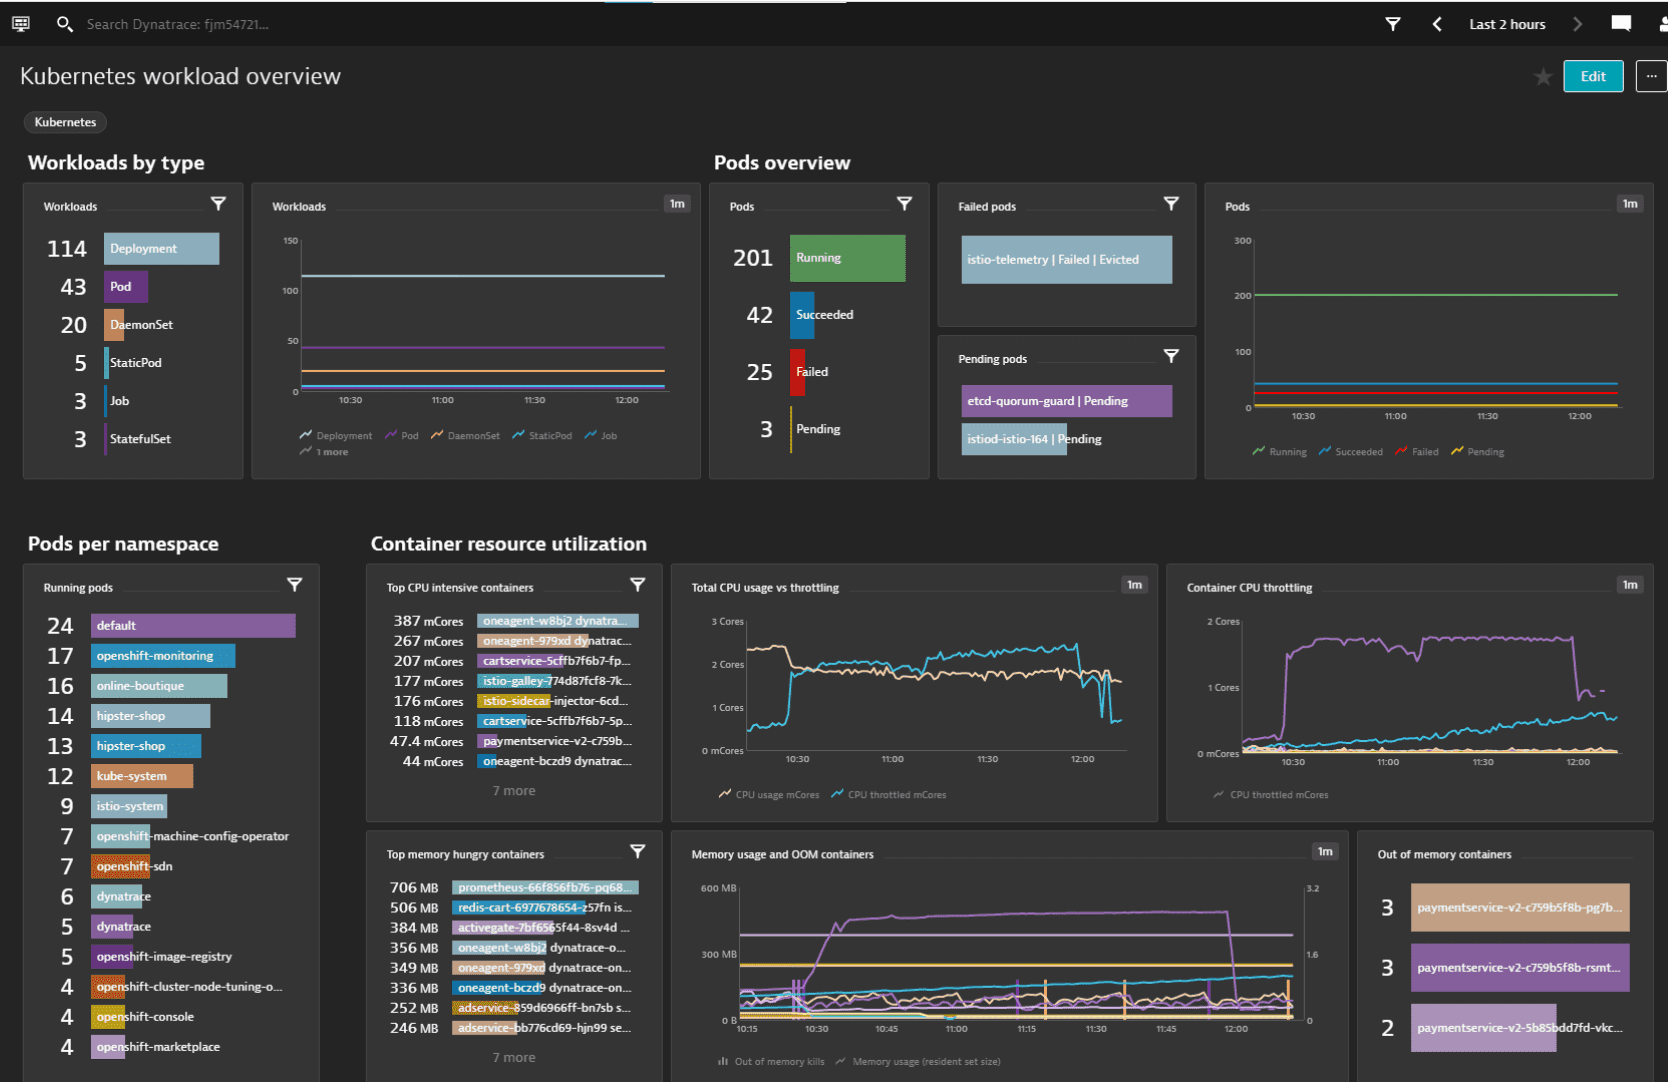 Search Dynatrace: fjm54721...
Last 2 hours
Kubernetes workload overview
Edit
...
Kubernetes
Workloads by type
Workloads
114 Deployment
43 Pod
20 DaemonSet
5 StaticPod
3 Job
3 StatefulSet
Workloads
1m
150
100
50
0
10:30 11:00 11:30 12:00
Deployment Pod DaemonSet StaticPod Job
1 more
Pods overview
Pods
201 Running
42 Succeeded
25 Failed
3 Pending
Failed pods
istio-telemetry | Failed | Evicted
Pending pods
etcd-quorum-guard | Pending
istiod-istio-164 | Pending
Pods
1m
300
200
100
0
10:30 11:00 11:30 12:00
Running Succeeded Failed Pending
Pods per namespace
Running pods
24 default
17 openshift-monitoring
16 online-boutique
14 hipster-shop
13 hipster-shop
12 kube-system
9 istio-system
7 openshift-machine-config-operator
7 openshift-sdn
6 dynatrace
5 dynatrace
5 openshift-image-registry
4 openshift-cluster-node-tuning-o...
4 openshift-console
4 openshift-marketplace
Container resource utilization
Top CPU intensive containers
387 mCores oneagent-w8bj2 dynatra...
267 mCores oneagent-979xd dynatrac...
207 mCores cartservice-5cffb7f6b7-fp...
177 mCores istio-galley-774d87fcf8-7k...
176 mCores istio-sidecar-injector-6cd...
118 mCores cartservice-5cffb7f6b7-5p...
47.4 mCores paymentservice-v2-c759b...
44 mCores oneagent-bczd9 dynatrac...
7 more
Total CPU usage vs throttling
1m
3 Cores
2 Cores
1 Cores
0 mCores
10:30 11:00 11:30 12:00
CPU usage mCores CPU throttled mCores
Container CPU throttling
1m
2 Cores
1 Cores
0 mCores
10:30 11:00 11:30 12:00
CPU throttled mCores
Top memory hungry containers
706 MB prometheus-66f856fb76-pq68...
506 MB redis-cart-6977678654-z57fn is...
384 MB activegate-7bf6565f44-8sv4d ...
356 MB oneagent-w8bj2 dynatrace-o...
349 MB oneagent-979xd dynatrace-on...
336 MB oneagent-bczd9 dynatrace-on...
252 MB adservice-859d6966ff-bn7sb s...
246 MB adservice-bb776cd69-hjn99 se...
7 more
Memory usage and OOM containers
1m
600 MB 3.2
300 MB 1.6
0 B 0
10:15 10:30 10:45 11:00 11:15 11:30 11:45 12:00
Out of memory kills Memory usage (resident set size)
Out of memory containers
3 paymentservice-v2-c759b5f8b-pg7b...
3 paymentservice-v2-c759b5f8b-rsmt...
2 paymentservice-v2-5b85bdd7fd-vkc...